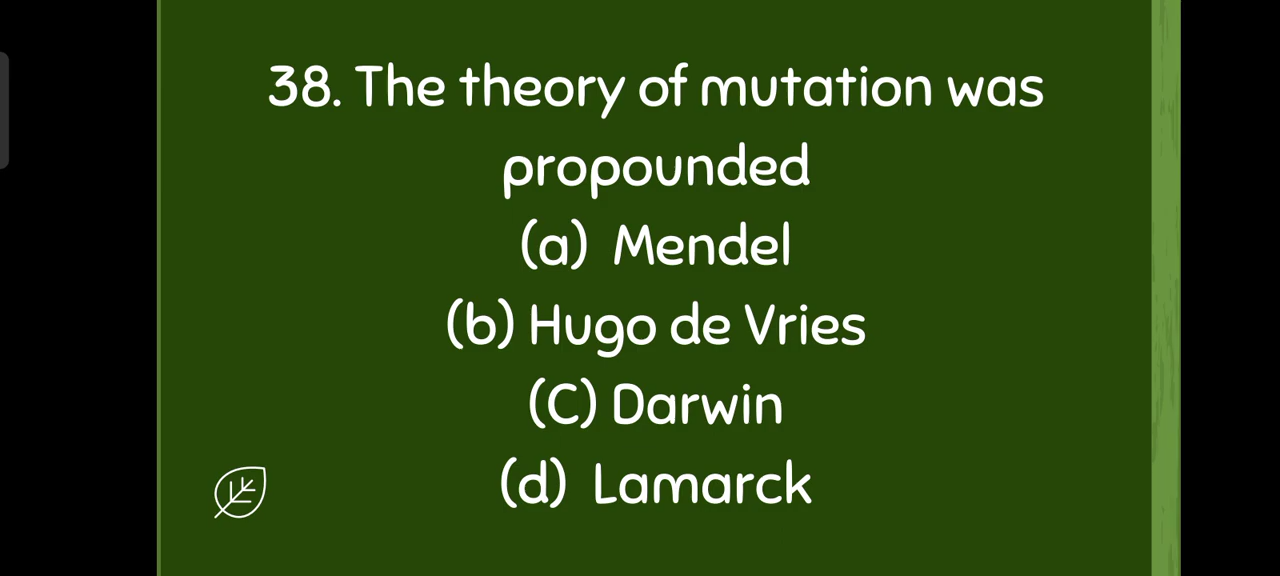 38. The theory of mutation was
propounded
(a) Mendel
(b) Hugo de Vries
(C) Darwin
(d) Lamarck